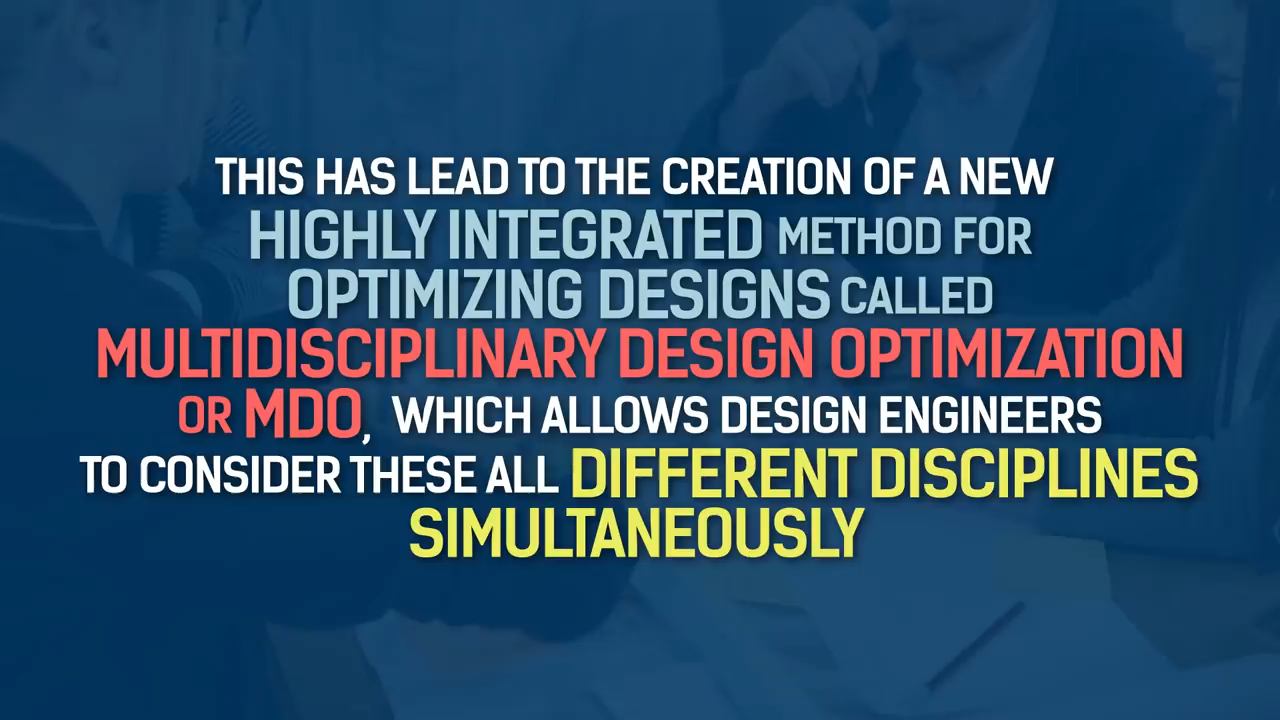 THIS HAS LEAD TO THE CREATION OF A NEW
HIGHLY INTEGRATED METHOD FOR
OPTIMIZING DESIGNS CALLED
MULTIDISCIPLINARY DESIGN OPTIMIZATION
OR MDO, WHICH ALLOWS DESIGN ENGINEERS
TO CONSIDER THESE ALL DIFFERENT DISCIPLINES
SIMULTANEOUSLY